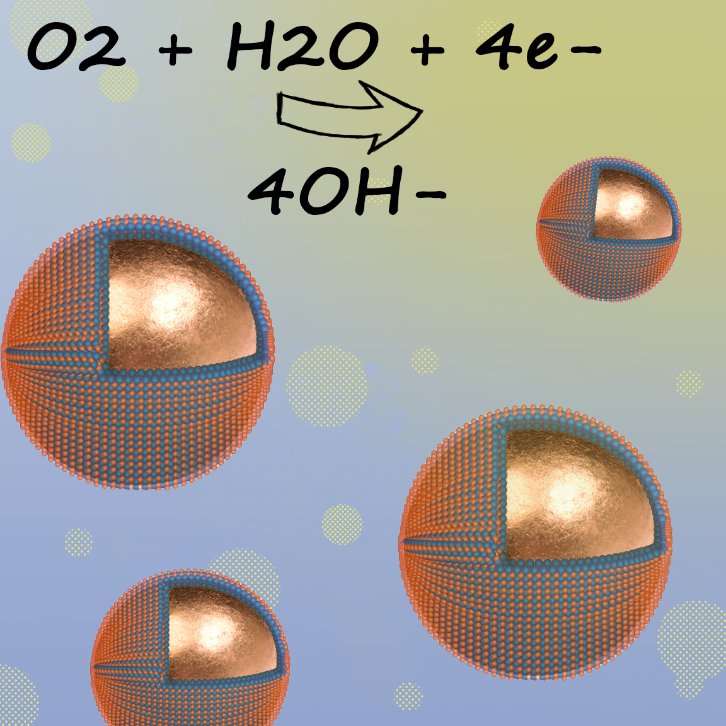 O2 + H2O + 4e-
4OH-